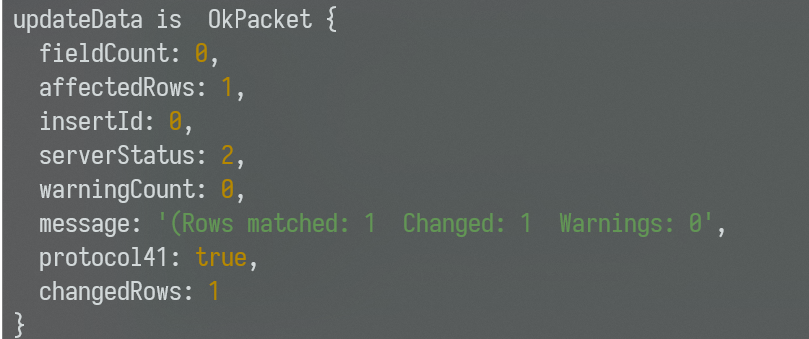 updateData is  OkPacket {
  fieldCount: 0,
  affectedRows: 1,
  insertId: 0,
  serverStatus: 2,
  warningCount: 0,
  message: '(Rows matched: 1  Changed: 1  Warnings: 0',
  protocol41: true,
  changedRows: 1
}